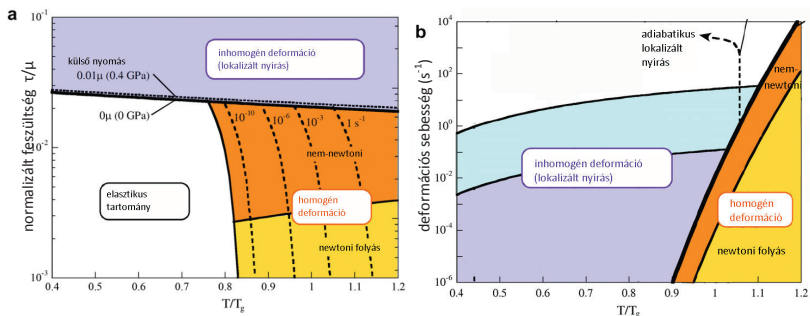 a
10⁻¹
10⁻²
10⁻³
normalizált feszültség τ/μ
külső nyomás
0.01μ (0.4 GPa)
0μ (0 GPa)
inhomogén deformáció
(lokalizált nyírás)
10⁻¹⁰
10⁻⁶
10⁻³
1 s⁻¹
nem-newtoni
elasztikus
tartomány
homogén
deformáció
newtoni folyás
0.4 0.5 0.6 0.7 0.8 0.9 1 1.1 1.2
T/Tg
b
10⁴
10²
10⁰
10⁻²
10⁻⁴
10⁻⁶
deformációs sebesség (s⁻¹)
adiabatikus
lokalizált
nyírás
nem-
newtoni
inhomogén deformáció
(lokalizált nyírás)
homogén
deformáció
newtoni folyás
0.4 0.5 0.6 0.7 0.8 0.9 1 1.1 1.2
T/Tg